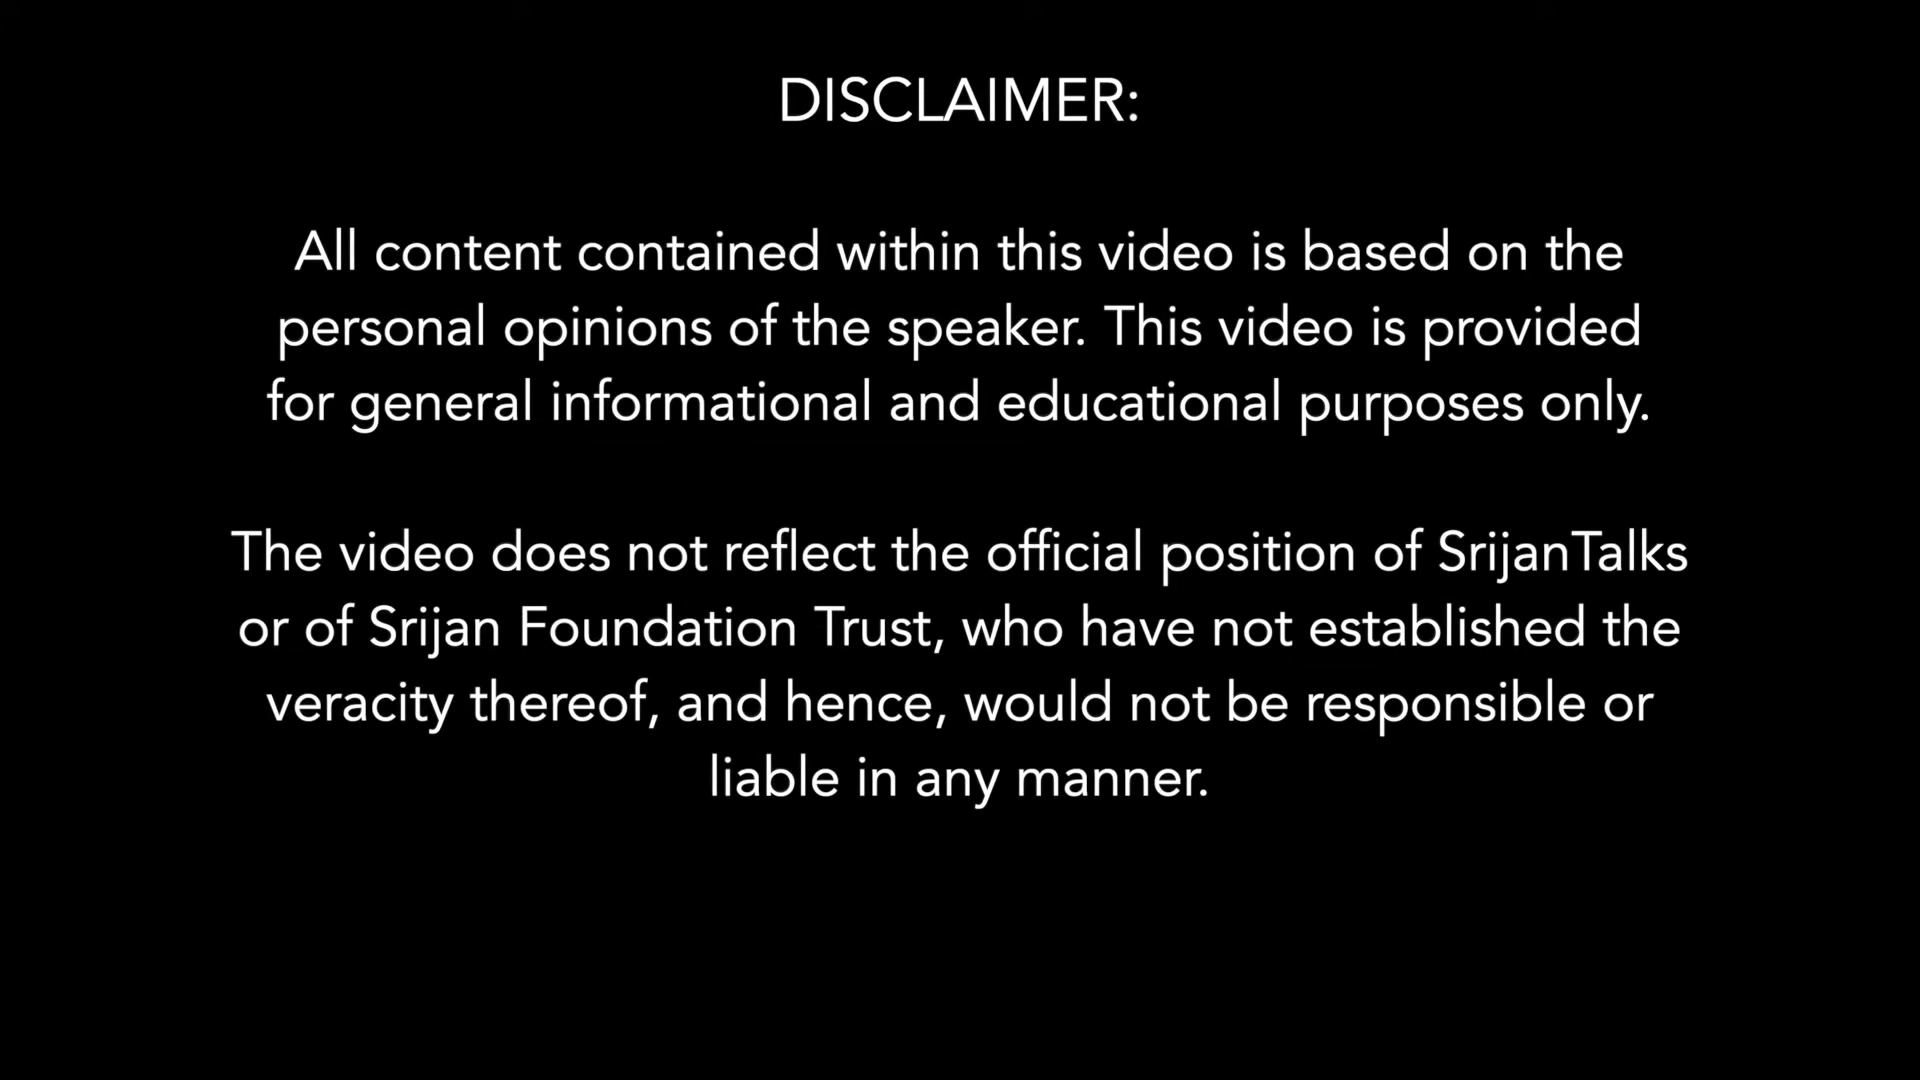 DISCLAIMER:
All content contained within this video is based on the
personal opinions of the speaker. This video is provided
for general informational and educational purposes only.
The video does not reflect the official position of SrijanTalks
or of Srijan Foundation Trust, who have not established the
veracity thereof, and hence, would not be responsible or
liable in any manner.